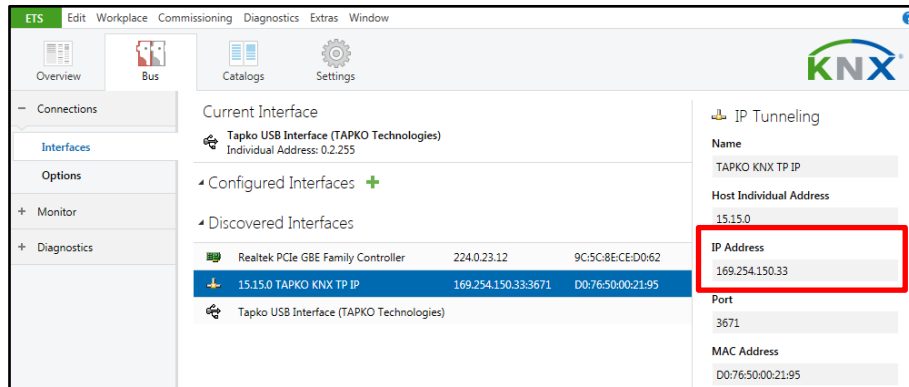 ETS Edit Workplace Commissioning Diagnostics Extras Window
Overview Bus Catalogs Settings
KNX
Connections
Interfaces
Options
+ Monitor
+ Diagnostics
Current Interface
Tapko USB Interface (TAPKO Technologies)
Individual Address: 0.2.255
Configured Interfaces +
Discovered Interfaces
Realtek PCIe GBE Family Controller 224.0.23.12 9C:5C:8E:CE:D0:62
15.15.0 TAPKO KNX TP IP 169.254.150.33:3671 D0:76:50:00:21:95
Tapko USB Interface (TAPKO Technologies)
IP Tunneling
Name
TAPKO KNX TP IP
Host Individual Address
15.15.0
IP Address
169.254.150.33
Port
3671
MAC Address
D0:76:50:00:21:95